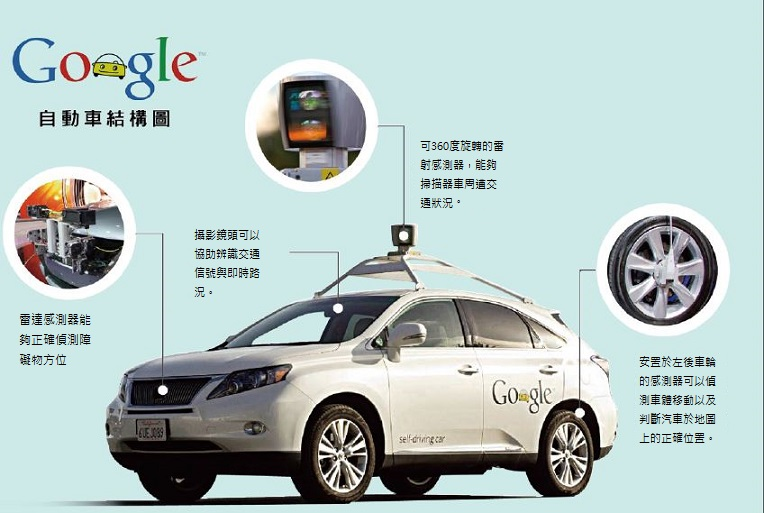 Google™
自動車結構圖
可360度旋轉的雷
射感測器，能夠
掃描器車周遭交
通狀況。
攝影鏡頭可以
協助辨識交通
信號與即時路
況。
雷達感測器能
夠正確偵測障
礙物方位
安置於左後車輪
的感測器可以偵
測車體移動以及
判斷汽車於地圖
上的正確位置。
Google
self-driving car